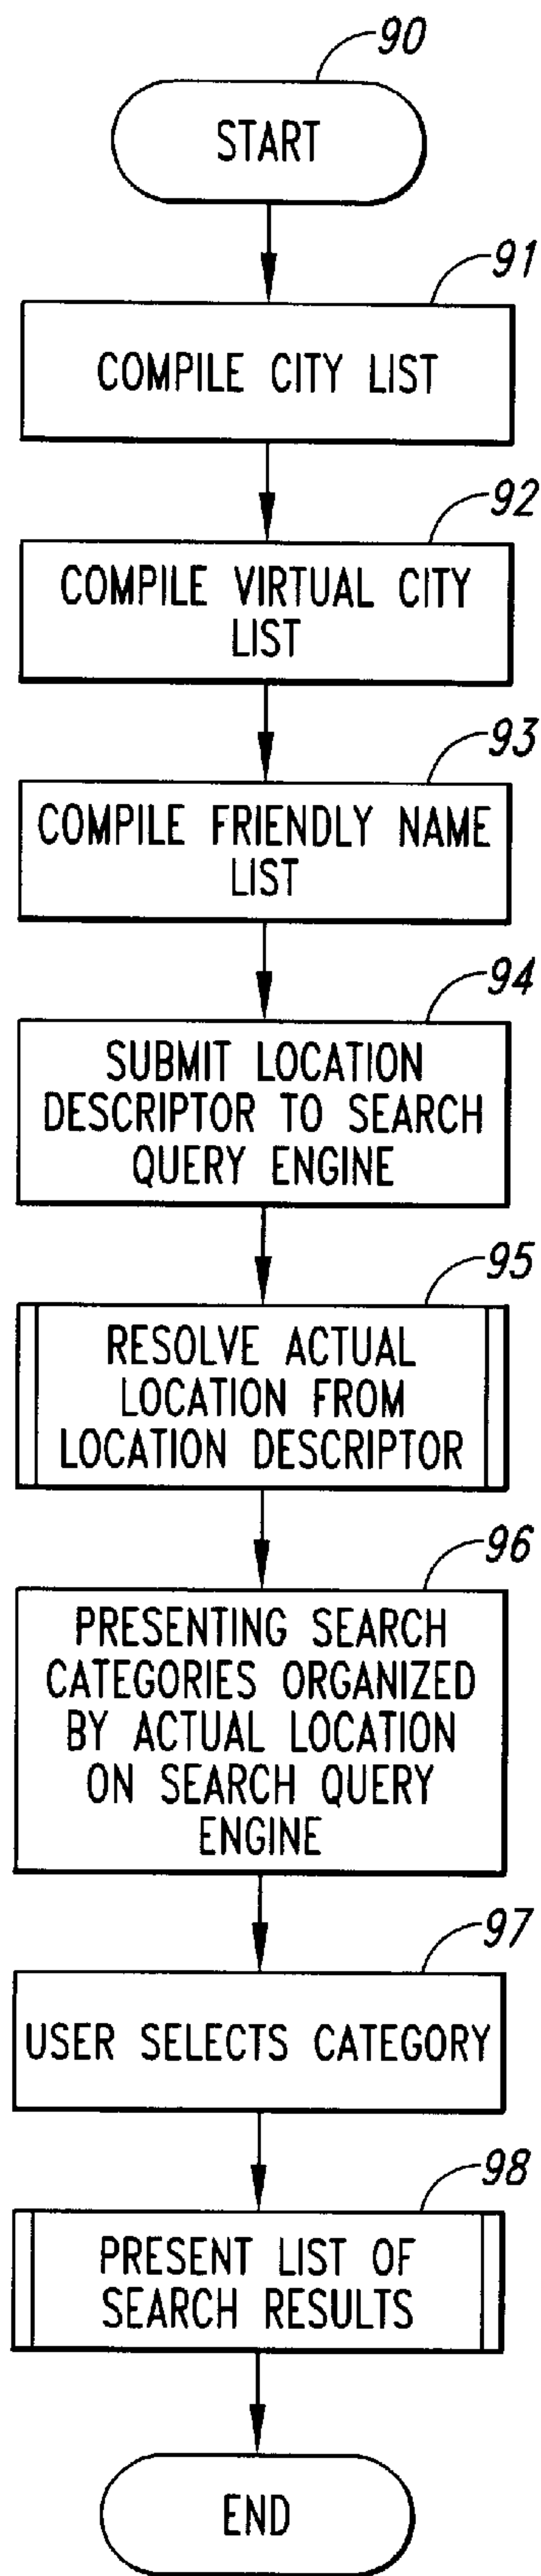 90
START
91
COMPILE CITY LIST
92
COMPILE VIRTUAL CITY
LIST
93
COMPILE FRIENDLY NAME
LIST
94
SUBMIT LOCATION
DESCRIPTOR TO SEARCH
QUERY ENGINE
95
RESOLVE ACTUAL
LOCATION FROM
LOCATION DESCRIPTOR
96
PRESENTING SEARCH
CATEGORIES ORGANIZED
BY ACTUAL LOCATION
ON SEARCH QUERY
ENGINE
97
USER SELECTS CATEGORY
98
PRESENT LIST OF
SEARCH RESULTS
END